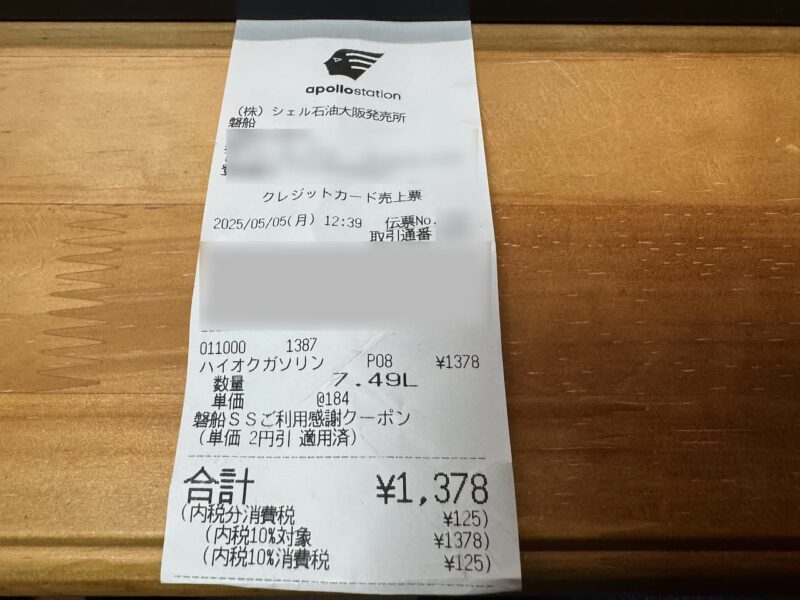 apollostation
(株) シェル石油大阪発売所
磐船
クレジットカード売上票
2025/05/05(月) 12:39 伝票No.
取引通番
011000 1387
ハイオクガソリン P08 ¥1378
数量 7.49L
単価 @184
磐船SSご利用感謝クーポン
(単価 2円引 適用済)
合計 ¥1,378
(内税分消費税 ¥125)
(内税10%対象 ¥1378)
(内税10%消費税 ¥125)